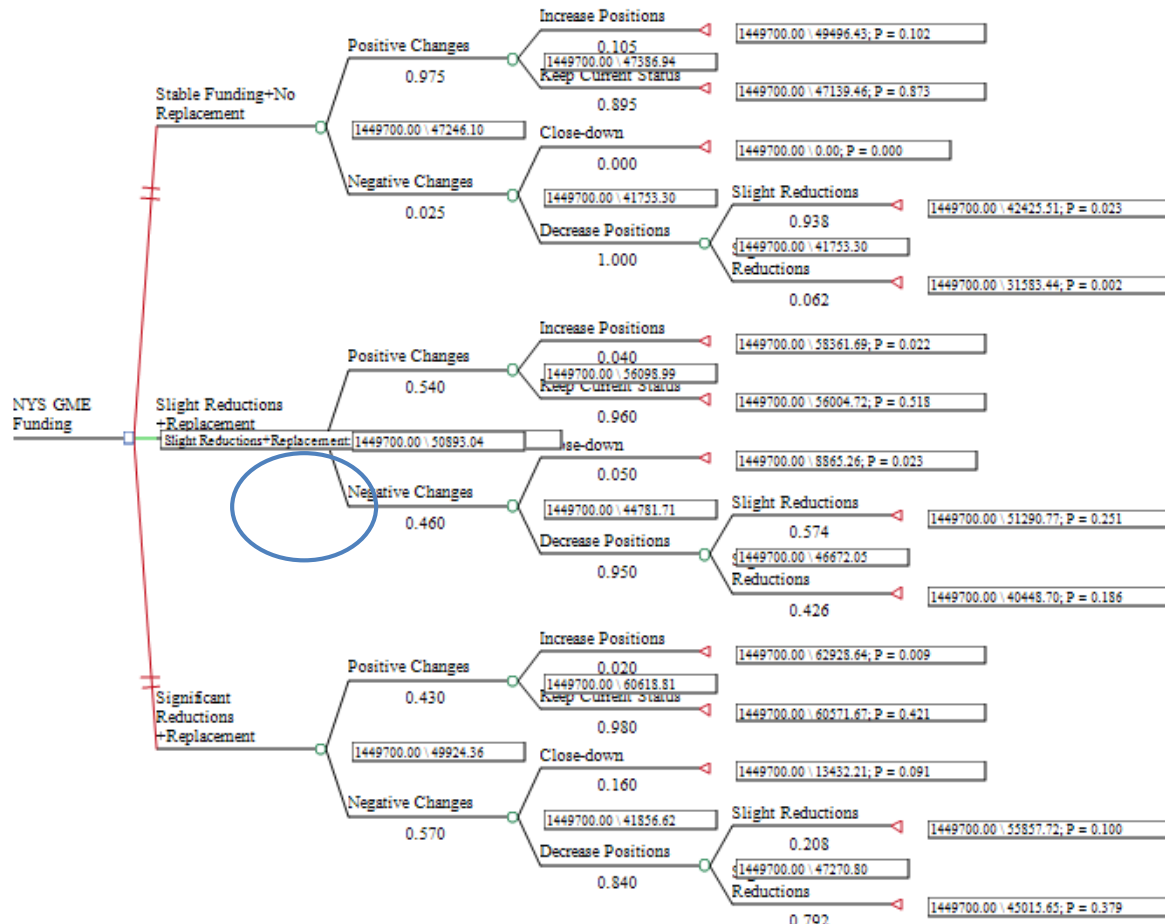 Increase Positions
0.105
1449700.00 \ 49496.43; P = 0.102
Positive Changes
0.975
1449700.00 \ 47386.94
Keep Current Status
0.895
1449700.00 \ 47139.46; P = 0.873
Stable Funding+No
Replacement
1449700.00 \ 47246.10
Close-down
0.000
1449700.00 \ 0.00; P = 0.000
Negative Changes
0.025
1449700.00 \ 41753.30
Slight Reductions
0.938
1449700.00 \ 42425.51; P = 0.023
Decrease Positions
1.000
1449700.00 \ 41753.30
Reductions
0.062
1449700.00 \ 31583.44; P = 0.002
Increase Positions
0.040
1449700.00 \ 58361.69; P = 0.022
Positive Changes
0.540
1449700.00 \ 56098.99
Keep Current Status
0.960
1449700.00 \ 56004.72; P = 0.518
NYS GME
Funding
Slight Reductions
+Replacement
Slight Reductions+Replacement: 1449700.00 \ 50893.04
ose-down
0.050
1449700.00 \ 8865.26; P = 0.023
Negative Changes
0.460
1449700.00 \ 44781.71
Slight Reductions
0.574
1449700.00 \ 51290.77; P = 0.251
Decrease Positions
0.950
1449700.00 \ 46672.05
Reductions
0.426
1449700.00 \ 40448.70; P = 0.186
Increase Positions
0.020
1449700.00 \ 62928.64; P = 0.009
Positive Changes
0.430
1449700.00 \ 60618.81
Keep Current Status
0.980
1449700.00 \ 60571.67; P = 0.421
Significant
Reductions
+Replacement
1449700.00 \ 49924.36
Close-down
0.160
1449700.00 \ 13432.21; P = 0.091
Negative Changes
0.570
1449700.00 \ 41856.62
Slight Reductions
0.208
1449700.00 \ 55857.72; P = 0.100
Decrease Positions
0.840
1449700.00 \ 47270.80
Reductions
0.792
1449700.00 \ 45015.65; P = 0.379